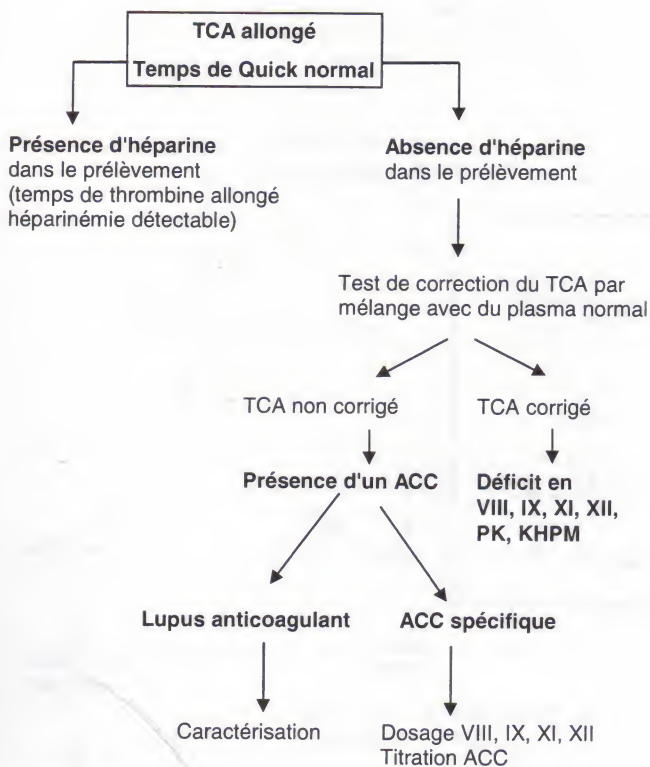 TCA allongé
Temps de Quick normal
Présence d'héparine
dans le prélèvement
(temps de thrombine allongé
héparinémie détectable)
Absence d'héparine
dans le prélèvement
Test de correction du TCA par
mélange avec du plasma normal
TCA non corrigé
TCA corrigé
Présence d'un ACC
Déficit en
VIII, IX, XI, XII,
PK, KHPM
Lupus anticoagulant
ACC spécifique
Caractérisation
Dosage VIII, IX, XI, XII
Titration ACC